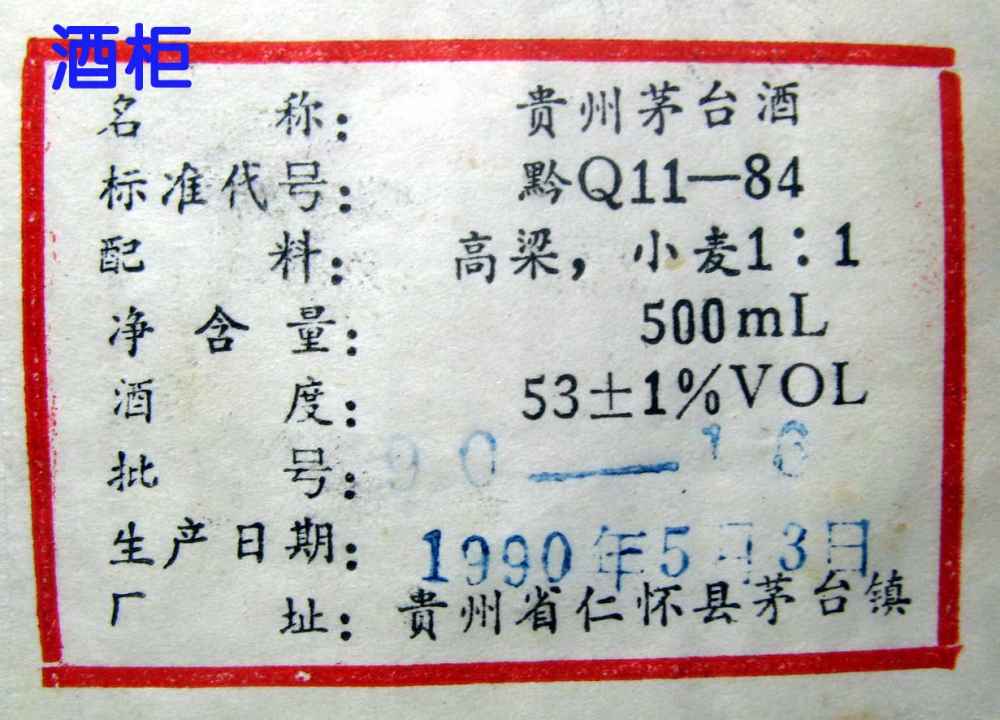 酒柜
名 称: 贵州茅台酒
标准代号: 黔Q11—84
配 料: 高粱, 小麦1:1
净 含 量: 500mL
酒 度: 53±1%VOL
批 号: 90—16
生产日期: 1990年5月3日
厂 址: 贵州省仁怀县茅台镇